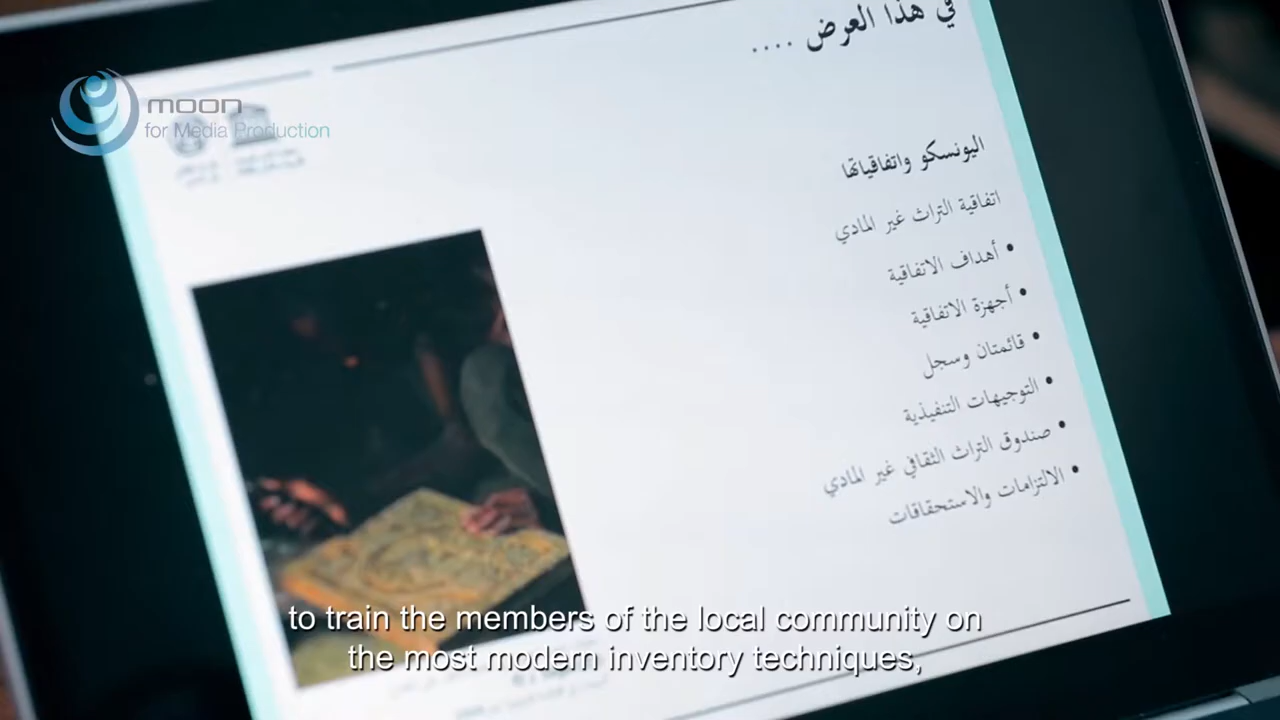 في هذا العرض ....
moon
for Media Production
اليونسكو واتفاقياتها
اتفاقية التراث غير المادي
• أهداف الاتفاقية
• أجهزة الاتفاقية
• قائمتان وسجل
• التوجيهات التنفيذية
• صندوق التراث الثقافي غير المادي
• الالتزامات والاستحقاقات
to train the members of the local community on
the most modern inventory techniques,